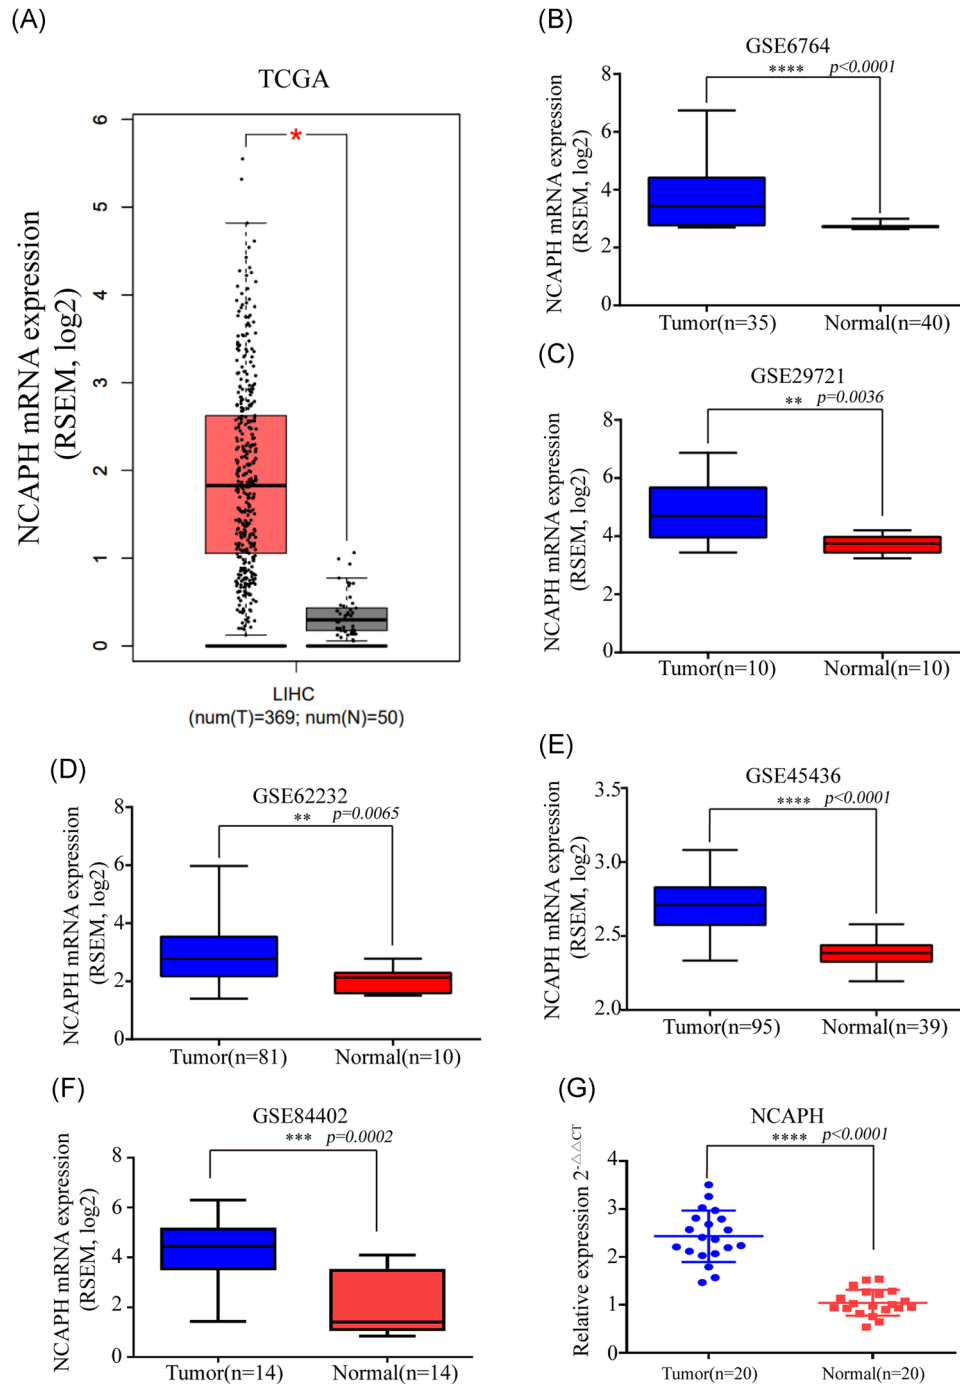 (A)
TCGA
NCAPH mRNA expression
(RSEM, log2)
6
5
4
3
2
1
0
*
LIHC
(num(T)=369; num(N)=50)
(B)
GSE6764
**** p<0.0001
NCAPH mRNA expression
(RSEM, log2)
8
6
4
2
0
Tumor(n=35) Normal(n=40)
(C)
GSE29721
** p=0.0036
NCAPH mRNA expression
(RSEM, log2)
8
6
4
2
0
Tumor(n=10) Normal(n=10)
(D)
GSE62232
** p=0.0065
NCAPH mRNA expression
(RSEM, log2)
8
6
4
2
0
Tumor(n=81) Normal(n=10)
(E)
GSE45436
**** p<0.0001
NCAPH mRNA expression
(RSEM, log2)
3.5
3.0
2.5
2.0
Tumor(n=95) Normal(n=39)
(F)
GSE84402
*** p=0.0002
NCAPH mRNA expression
(RSEM, log2)
8
6
4
2
0
Tumor(n=14) Normal(n=14)
(G)
NCAPH
**** p<0.0001
Relative expression 2-△△CT
4
3
2
1
0
Tumor(n=20) Normal(n=20)